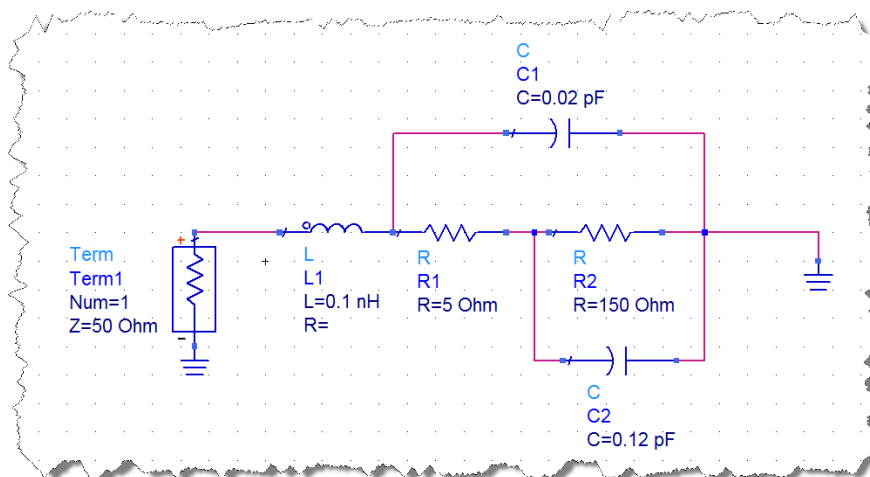 C
C1
C=0.02 pF
+
Term
Term1
Num=1
Z=50 Ohm
-
L
L1
L=0.1 nH
R=
R
R1
R=5 Ohm
R
R2
R=150 Ohm
C
C2
C=0.12 pF